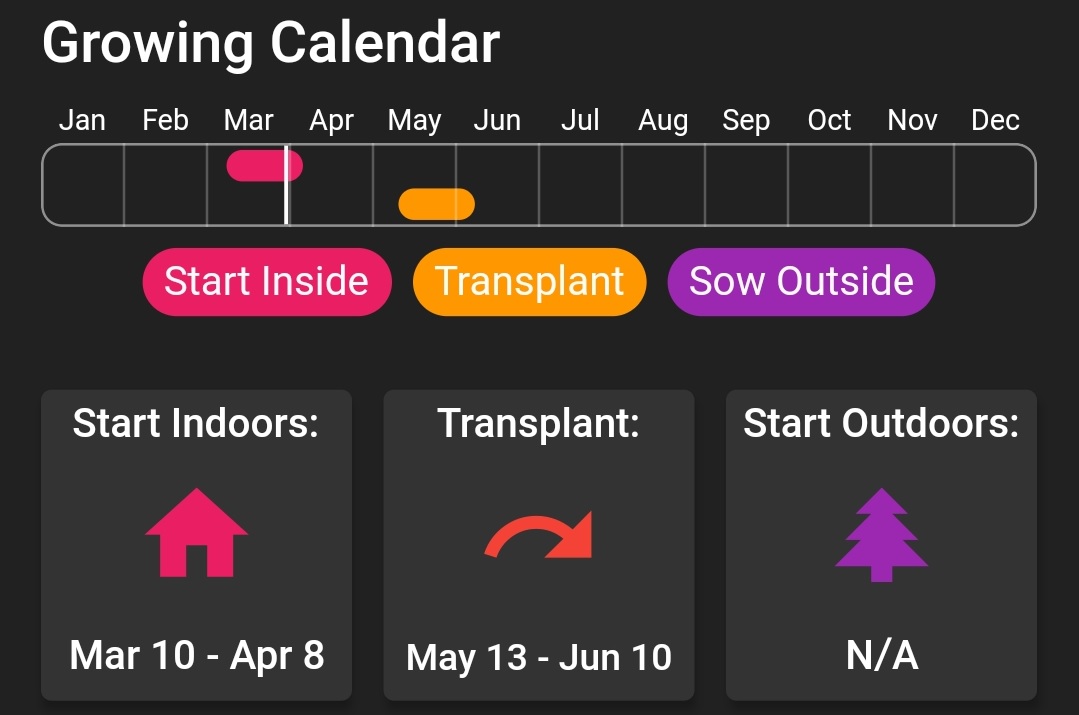 Growing Calendar
Jan Feb Mar Apr May Jun Jul Aug Sep Oct Nov Dec
Start Inside Transplant Sow Outside
Start Indoors: Transplant: Start Outdoors:
Mar 10 - Apr 8 May 13 - Jun 10 N/A